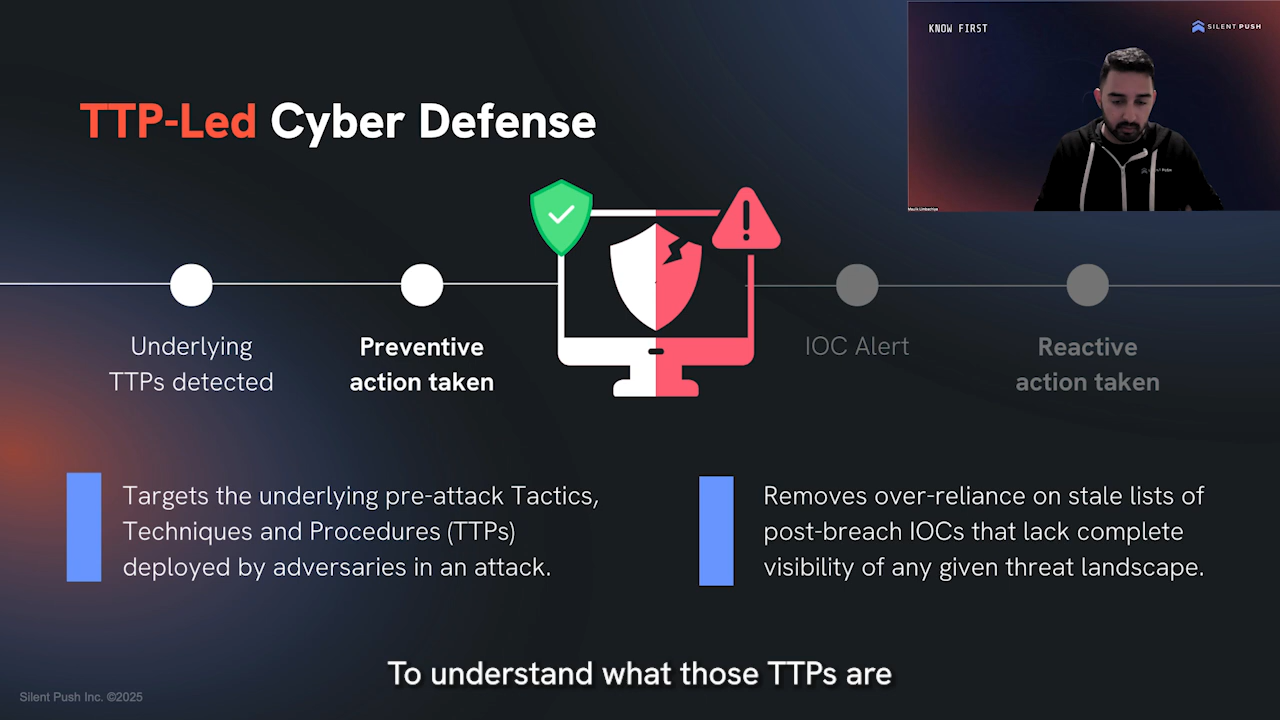 KNOW FIRST
SILENT PUSH
TTP-Led Cyber Defense
Underlying
TTPs detected
Preventive
action taken
IOC Alert
Reactive
action taken
Targets the underlying pre-attack Tactics,
Techniques and Procedures (TTPs)
deployed by adversaries in an attack.
Removes over-reliance on stale lists of
post-breach IOCs that lack complete
visibility of any given threat landscape.
To understand what those TTPs are
Silent Push Inc. ©2025